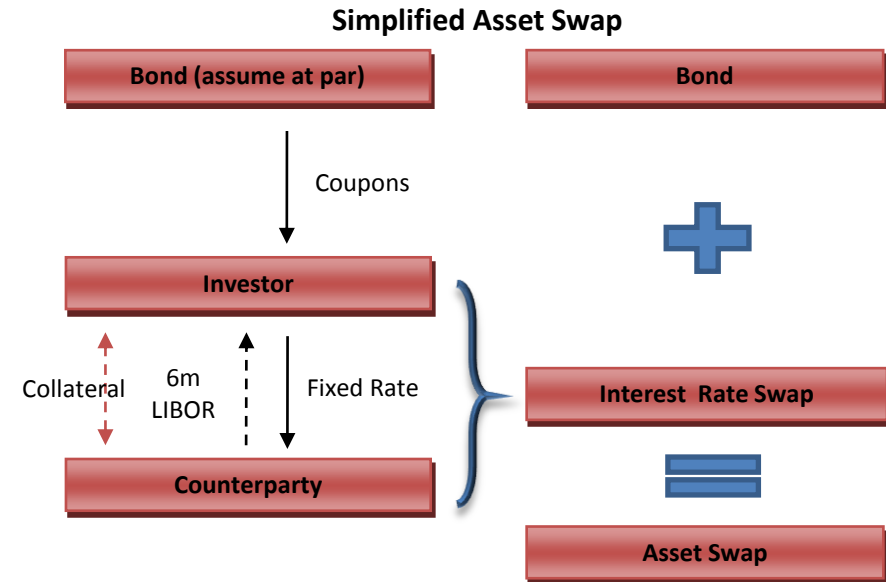 Simplified Asset Swap
Bond (assume at par)
Bond
Coupons
Investor
Collateral
6m
LIBOR
Fixed Rate
Interest Rate Swap
Counterparty
Asset Swap